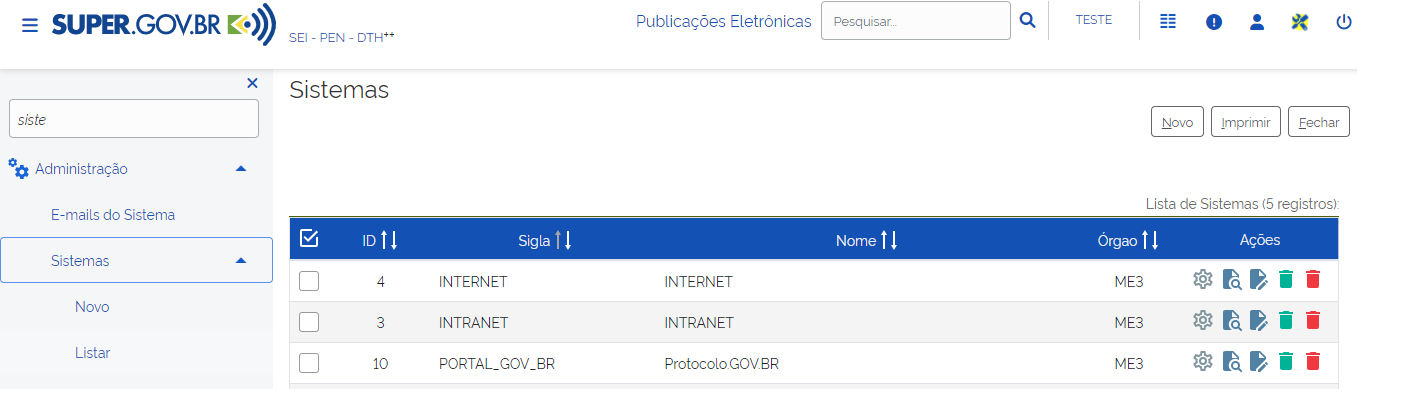 SUPER.GOV.BR
SEI - PEN - DTH++
Publicações Eletrônicas
Pesquisar...
TESTE
siste
Administração
E-mails do Sistema
Sistemas
Novo
Listar
Sistemas
Novo Imprimir Fechar
Lista de Sistemas (5 registros):
ID Sigla Nome Órgao Ações
4 INTERNET INTERNET ME3
3 INTRANET INTRANET ME3
10 PORTAL_GOV_BR Protocolo.GOV.BR ME3